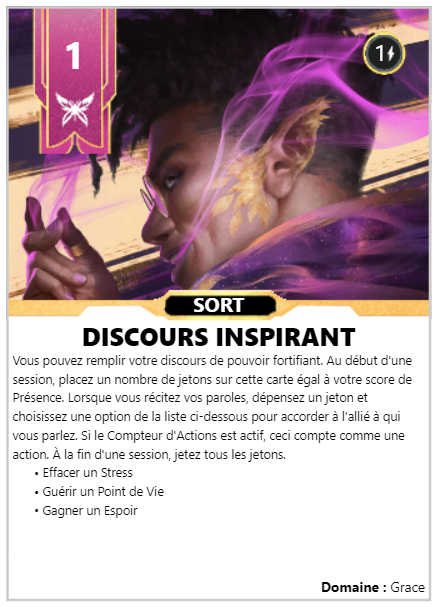 1
1
SORT
DISCOURS INSPIRANT
Vous pouvez remplir votre discours de pouvoir fortifiant. Au début d'une
session, placez un nombre de jetons sur cette carte égal à votre score de
Présence. Lorsque vous récitez vos paroles, dépensez un jeton et
choisissez une option de la liste ci-dessous pour accorder à l'allié à qui
vous parlez. Si le Compteur d'Actions est actif, ceci compte comme une
action. À la fin d'une session, jetez tous les jetons.
• Effacer un Stress
• Guérir un Point de Vie
• Gagner un Espoir
Domaine : Grace